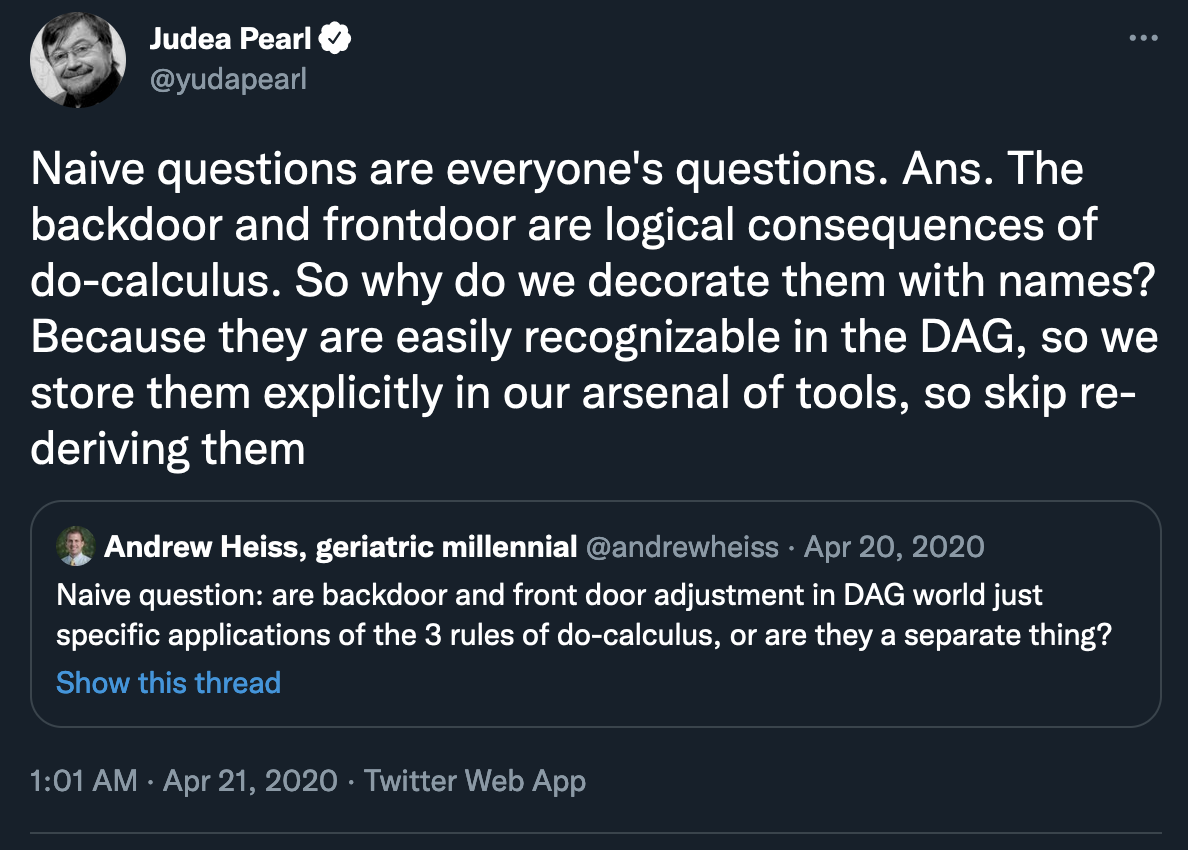 Judea Pearl
@yudapearl
Naive questions are everyone's questions. Ans. The
backdoor and frontdoor are logical consequences of
do-calculus. So why do we decorate them with names?
Because they are easily recognizable in the DAG, so we
store them explicitly in our arsenal of tools, so skip re-
deriving them
Andrew Heiss, geriatric millennial @andrewheiss · Apr 20, 2020
Naive question: are backdoor and front door adjustment in DAG world just
specific applications of the 3 rules of do-calculus, or are they a separate thing?
Show this thread
1:01 AM · Apr 21, 2020 · Twitter Web App